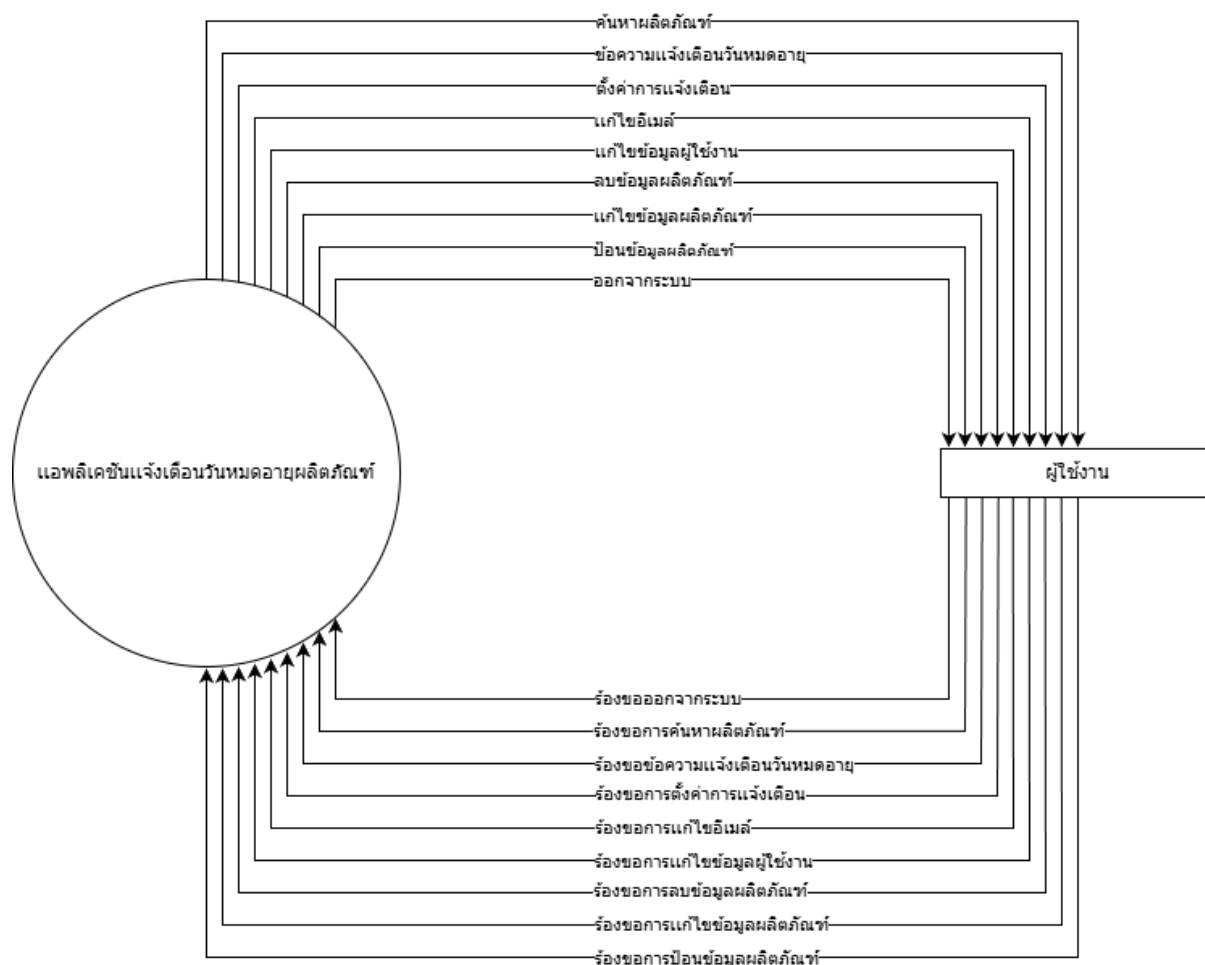 ค้นหาผลิตภัณฑ์
ข้อความแจ้งเตือนวันหมดอายุ
ตั้งค่าการแจ้งเตือน
แก้ไขอีเมล์
แก้ไขข้อมูลผู้ใช้งาน
ลบข้อมูลผลิตภัณฑ์
แก้ไขข้อมูลผลิตภัณฑ์
ป้อนข้อมูลผลิตภัณฑ์
ออกจากระบบ
แอพลิเคชันแจ้งเตือนวันหมดอายุผลิตภัณฑ์
ผู้ใช้งาน
ร้องขอออกจากระบบ
ร้องขอการค้นหาผลิตภัณฑ์
ร้องขอข้อความแจ้งเตือนวันหมดอายุ
ร้องขอการตั้งค่าการแจ้งเตือน
ร้องขอการแก้ไขอีเมล์
ร้องขอการแก้ไขข้อมูลผู้ใช้งาน
ร้องขอการลบข้อมูลผลิตภัณฑ์
ร้องขอการแก้ไขข้อมูลผลิตภัณฑ์
ร้องขอการป้อนข้อมูลผลิตภัณฑ์